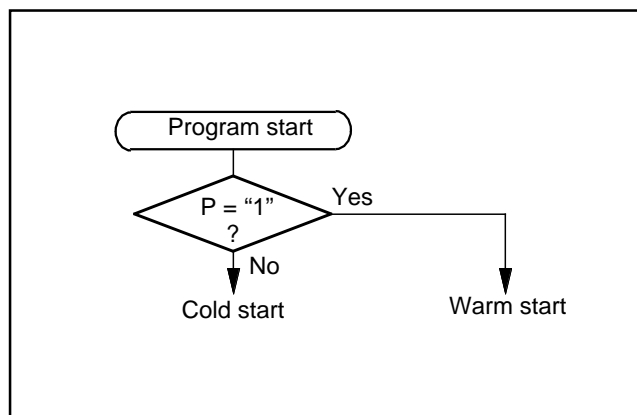 Program start
P = “1”
?
Yes
No
Cold start
Warm start